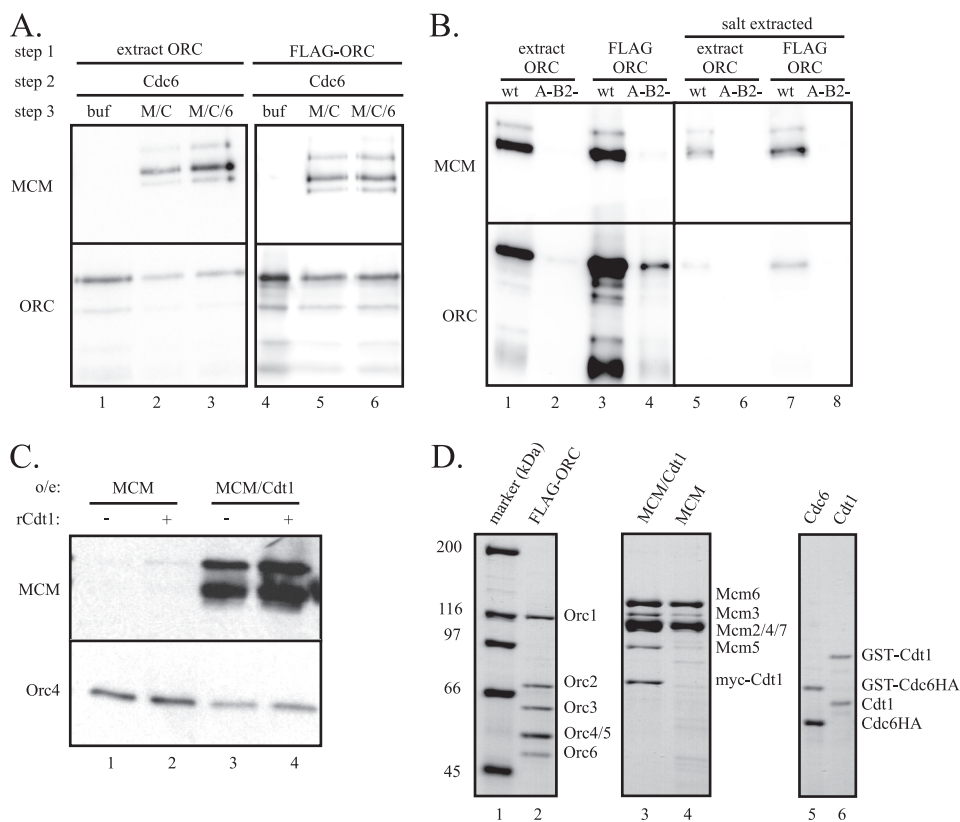 A.
step 1 extract ORC FLAG-ORC
step 2 Cdc6 Cdc6
step 3 buf M/C M/C/6 buf M/C M/C/6
MCM
ORC
1 2 3 4 5 6
B.
salt extracted
extract ORC FLAG ORC extract ORC FLAG ORC
wt A-B2- wt A-B2- wt A-B2- wt A-B2-
MCM
ORC
1 2 3 4 5 6 7 8
C.
o/e: MCM MCM/Cdt1
rCdt1: - + - +
MCM
Orc4
1 2 3 4
D.
marker (kDa) FLAG-ORC MCM/Cdt1 MCM Cdc6 Cdt1
200
116
97
66
45
Orc1
Orc2
Orc3
Orc4/5
Orc6
Mcm6
Mcm3
Mcm2/4/7
Mcm5
myc-Cdt1
GST-Cdt1
GST-Cdc6HA
Cdt1
Cdc6HA
1 2 3 4 5 6